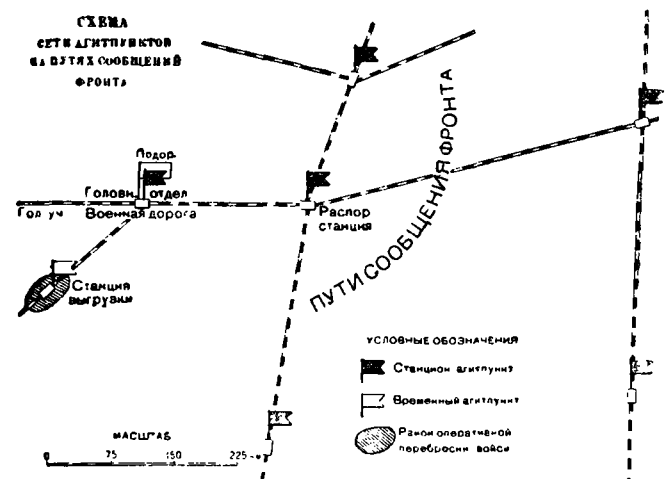 СХЕМА
СЕТИ АГИТПУНКТОВ
НА ПУТЯХ СООБЩЕНИЙ
ФРОНТА
Подор
Головн. отдел
Гол уч Военная дорога
Распор
станция
Станция
выгрузки
ПУТИ СООБЩЕНИЯ ФРОНТА
УСЛОВНЫЕ ОБОЗНАЧЕНИЯ
Станцион агитпункт
Временный агитпункт
Район оперативной
переброски войск
МАСШТАБ
0 75 150 225